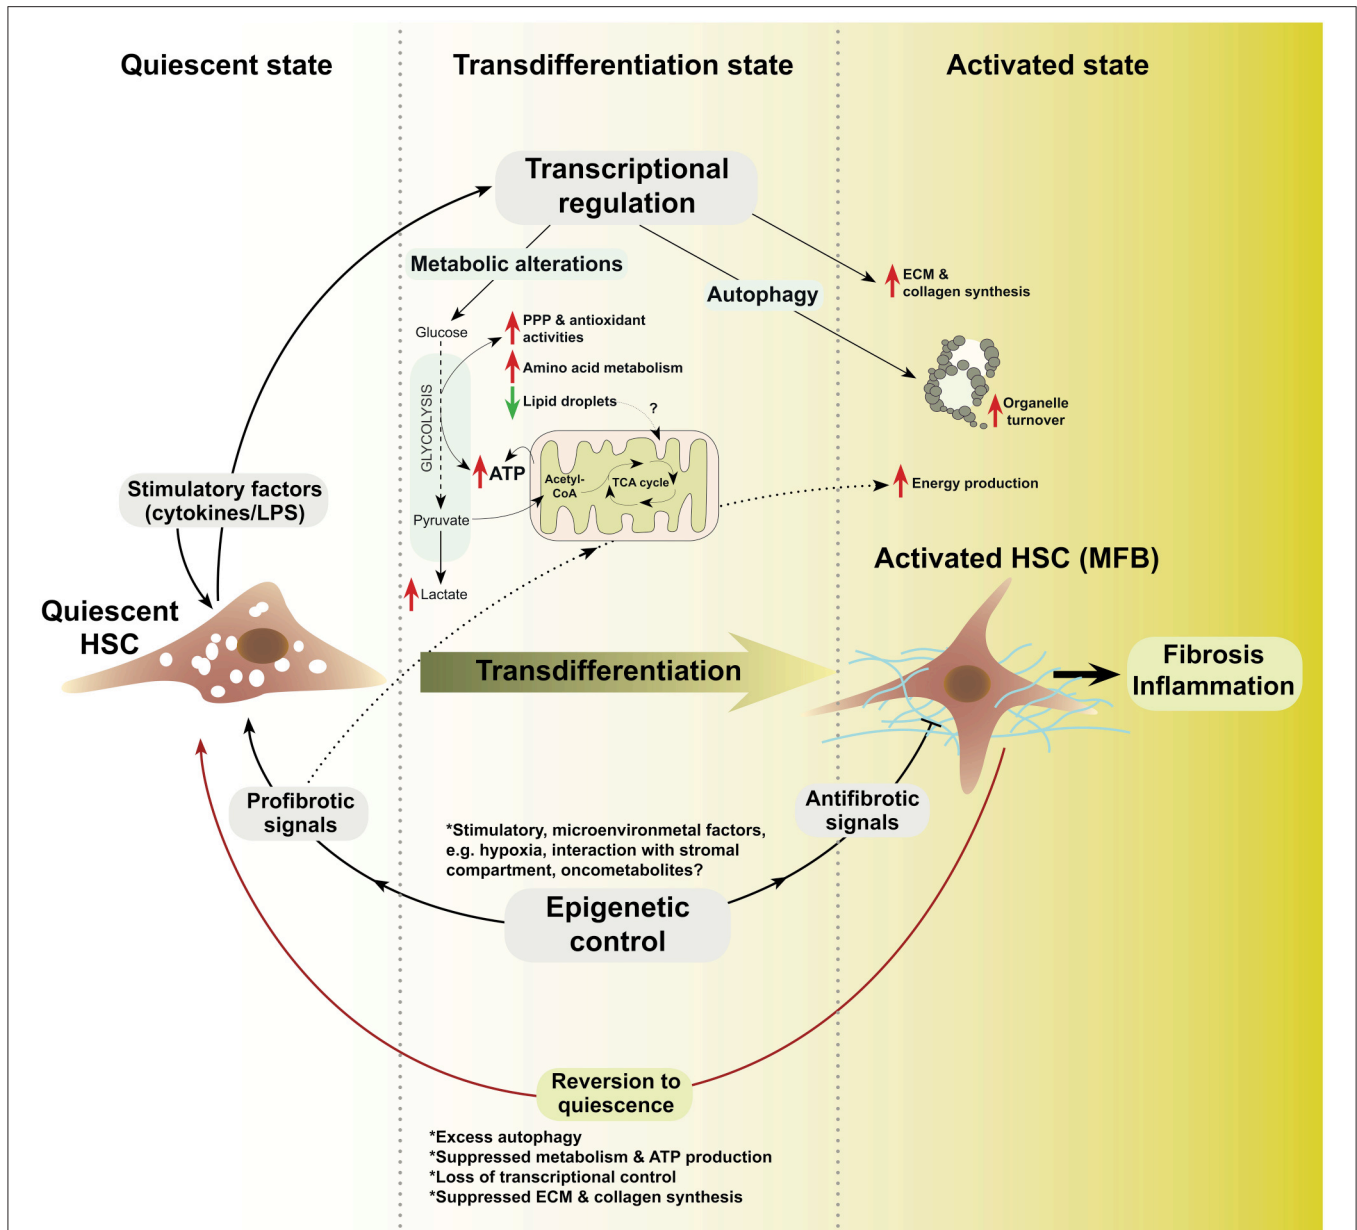 Quiescent state
Transdifferentiation state
Activated state
Transcriptional
regulation
Metabolic alterations
Autophagy
ECM &
collagen synthesis
Glucose
PPP & antioxidant
activities
Amino acid metabolism
Lipid droplets
?
GLYCOLYSIS
ATP
Acetyl-
CoA
TCA cycle
Pyruvate
Lactate
Organelle
turnover
Energy production
Stimulatory factors
(cytokines/LPS)
Quiescent
HSC
Activated HSC (MFB)
Transdifferentiation
Fibrosis
Inflammation
Profibrotic
signals
Antifibrotic
signals
*Stimulatory, microenvironmetal factors,
e.g. hypoxia, interaction with stromal
compartment, oncometabolites?
Epigenetic
control
Reversion to
quiescence
*Excess autophagy
*Suppressed metabolism & ATP production
*Loss of transcriptional control
*Suppressed ECM & collagen synthesis